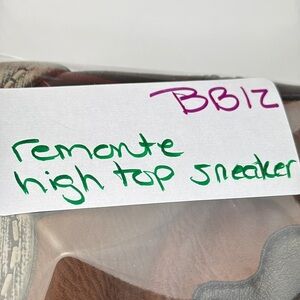 BB12
remonte
high top sneaker